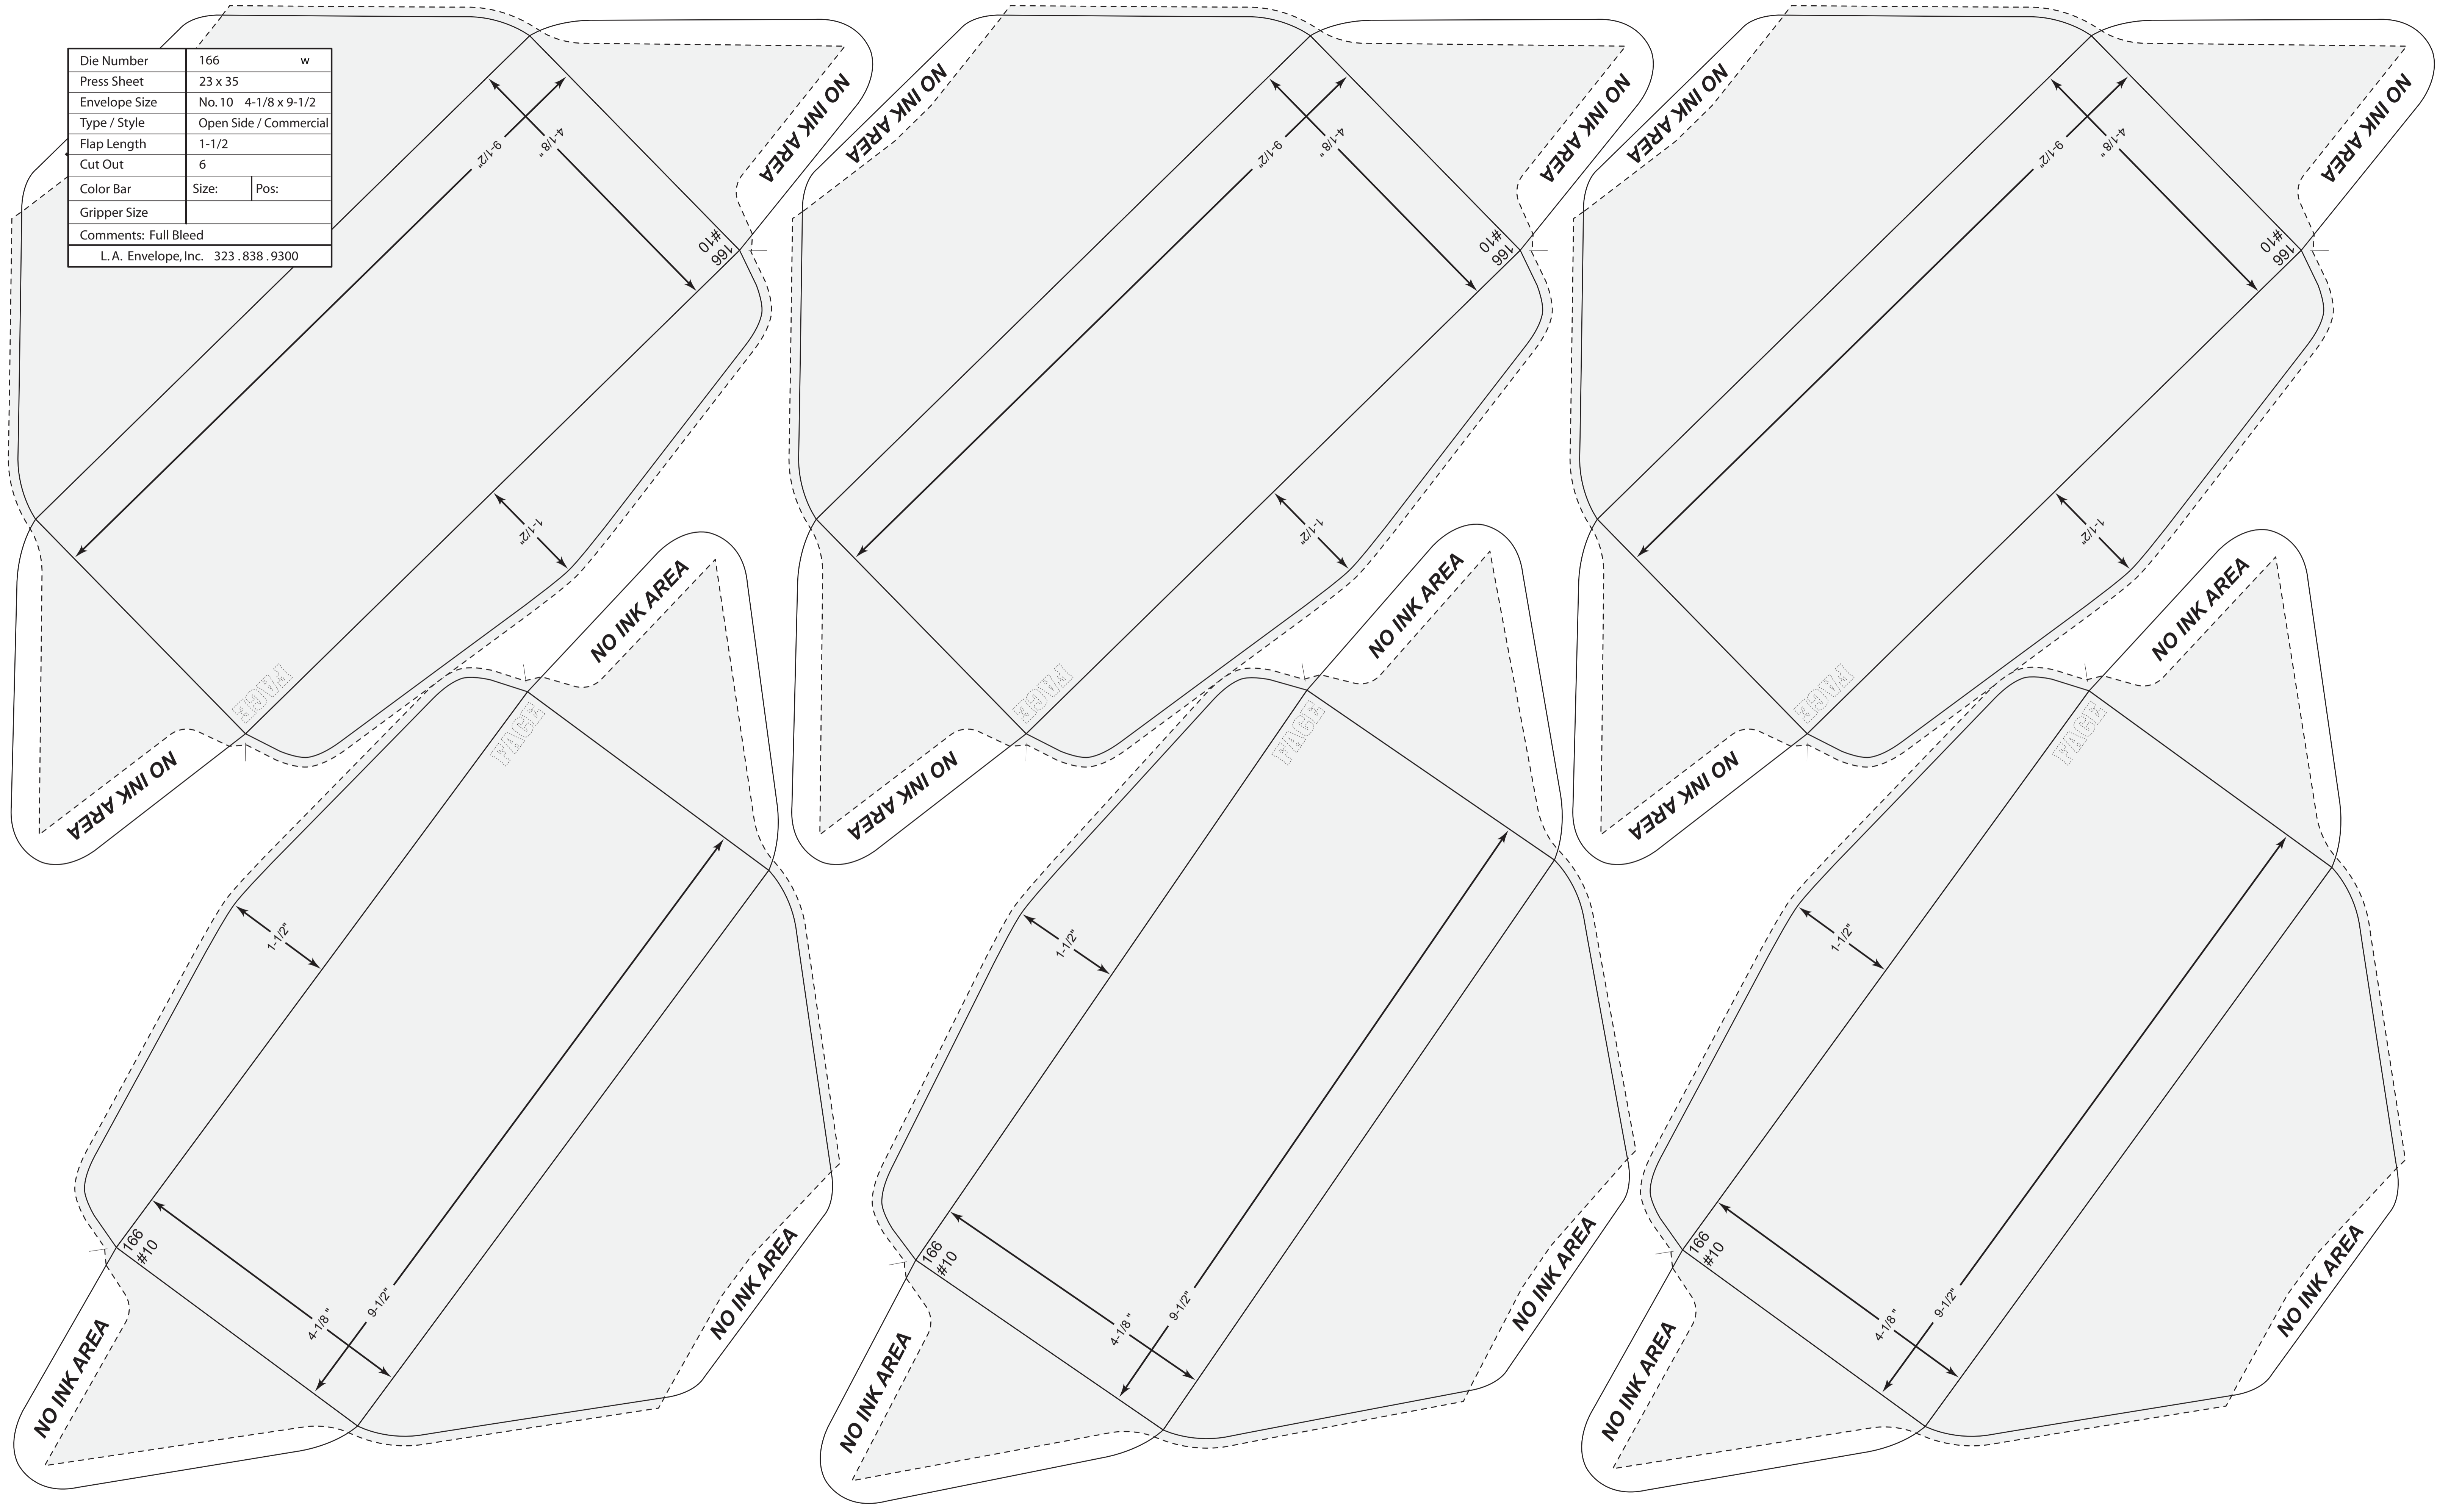 Die Number 166 w
Press Sheet 23 x 35
Envelope Size No. 10 4-1/8 x 9-1/2
Type / Style Open Side / Commercial
Flap Length 1-1/2
Cut Out 6
Color Bar Size: Pos:
Gripper Size
Comments: Full Bleed
L.A. Envelope, Inc. 323.838.9300
NO INK AREA
9-1/2"
4-1/8"
166
#10
1-1/2"
FACE
NO INK AREA
NO INK AREA
NO INK AREA
9-1/2"
4-1/8"
166
#10
1-1/2"
FACE
NO INK AREA
NO INK AREA
NO INK AREA
9-1/2"
4-1/8"
166
#10
1-1/2"
FACE
NO INK AREA
NO INK AREA
FACE
1-1/2"
166
#10
4-1/8 "
9-1/2"
NO INK AREA
NO INK AREA
NO INK AREA
FACE
1-1/2"
166
#10
4-1/8 "
9-1/2"
NO INK AREA
NO INK AREA
NO INK AREA
FACE
1-1/2"
166
#10
4-1/8 "
9-1/2"
NO INK AREA
NO INK AREA